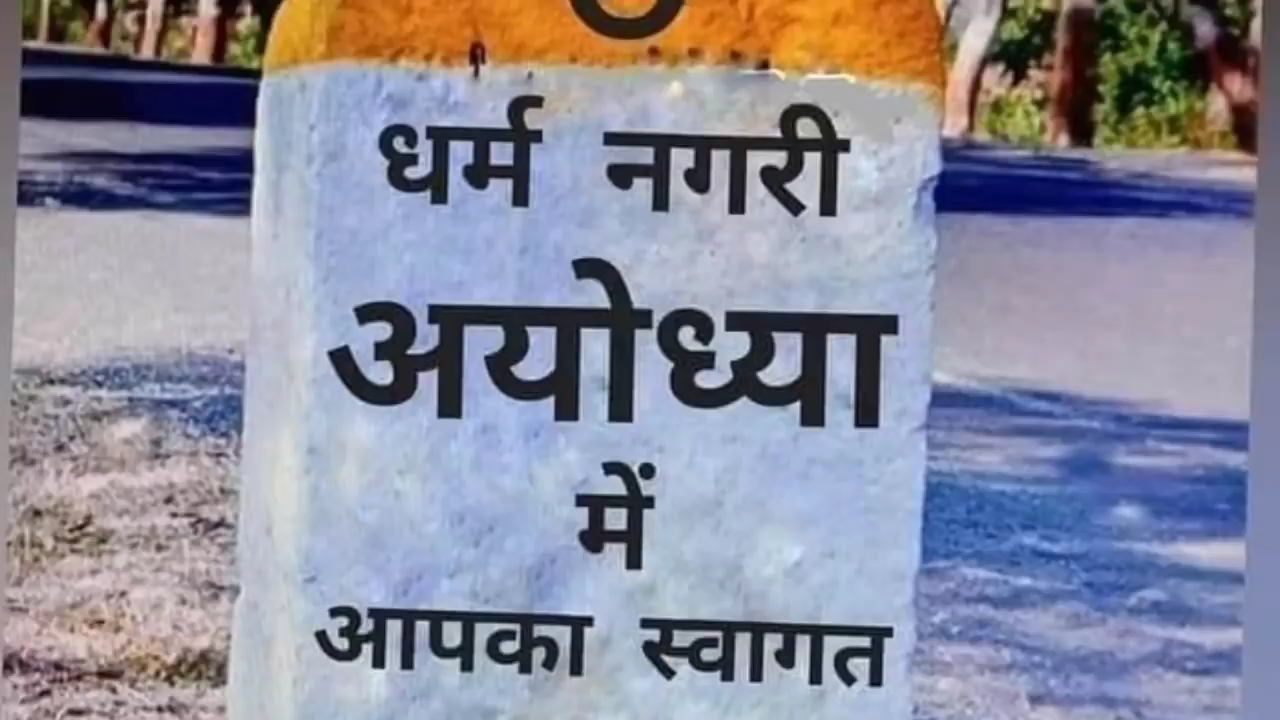 धर्म नगरी
अयोध्या
में
आपका स्वागत